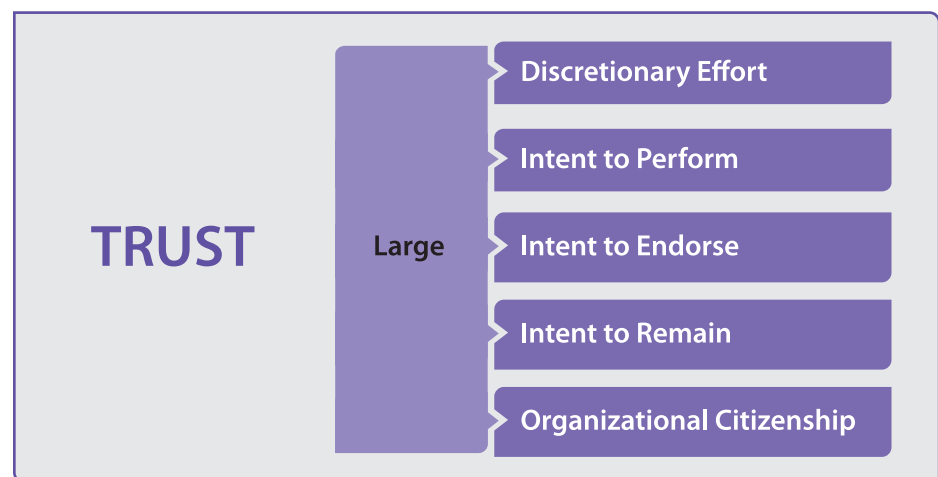 TRUST
Large
Discretionary Effort
Intent to Perform
Intent to Endorse
Intent to Remain
Organizational Citizenship